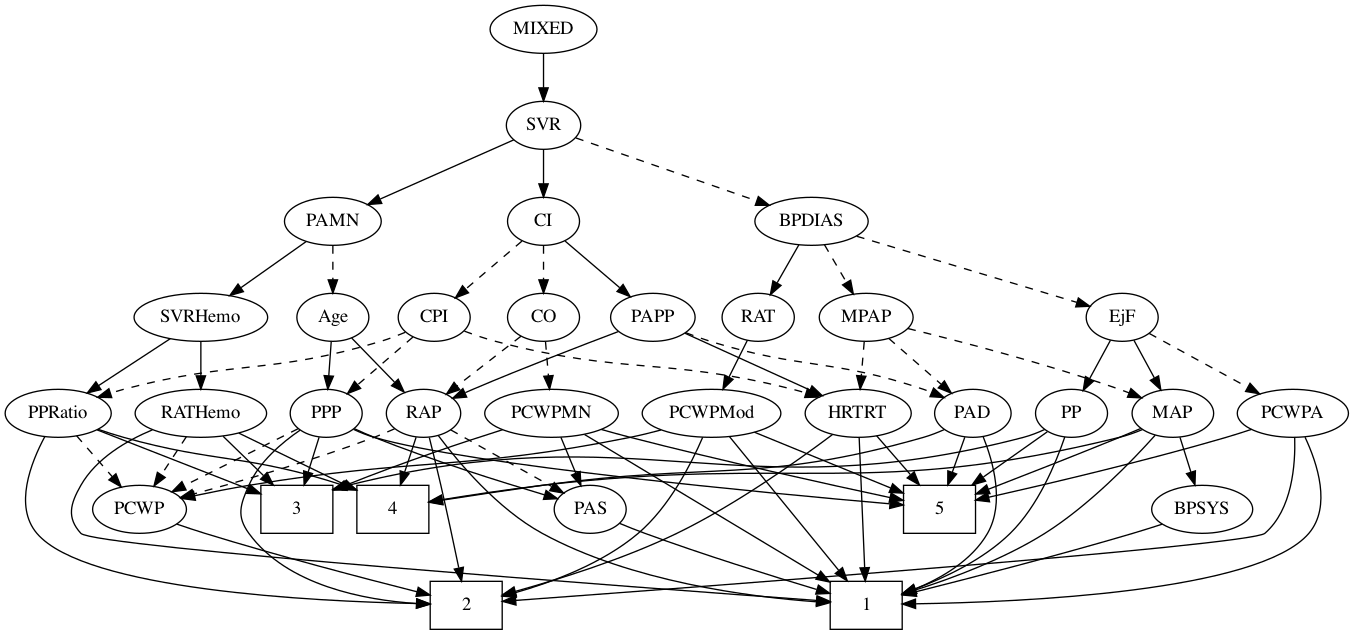 MIXED
SVR
PAMN
CI
BPDIAS
SVRHemo
Age
CPI
CO
PAPP
RAT
MPAP
EjF
PPRatio
RATHemo
PPP
RAP
PCWPMN
PCWPMod
HRTRT
PAD
PP
MAP
PCWPA
PCWP
3
4
PAS
5
BPSYS
2
1